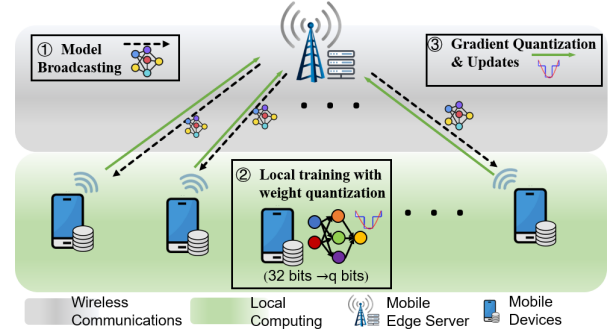 ① Model
Broadcasting
③ Gradient Quantization
& Updates
② Local training with
weight quantization
(32 bits →q bits)
Wireless
Communications
Local
Computing
Mobile
Edge Server
Mobile
Devices